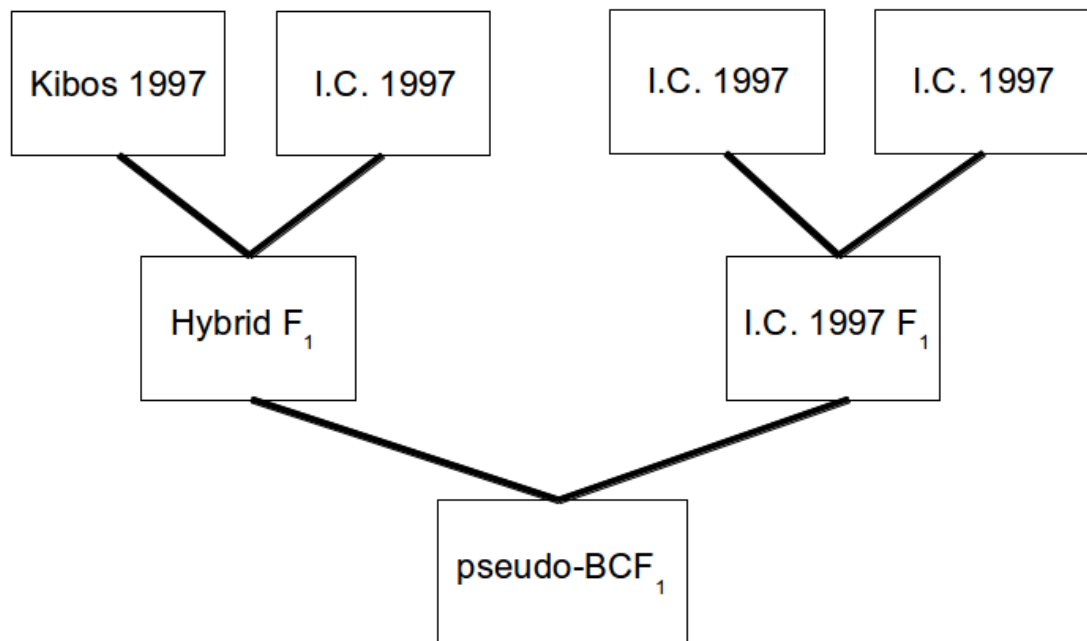 Kibos 1997
I.C. 1997
I.C. 1997
I.C. 1997
Hybrid F₁
I.C. 1997 F₁
pseudo-BCF₁